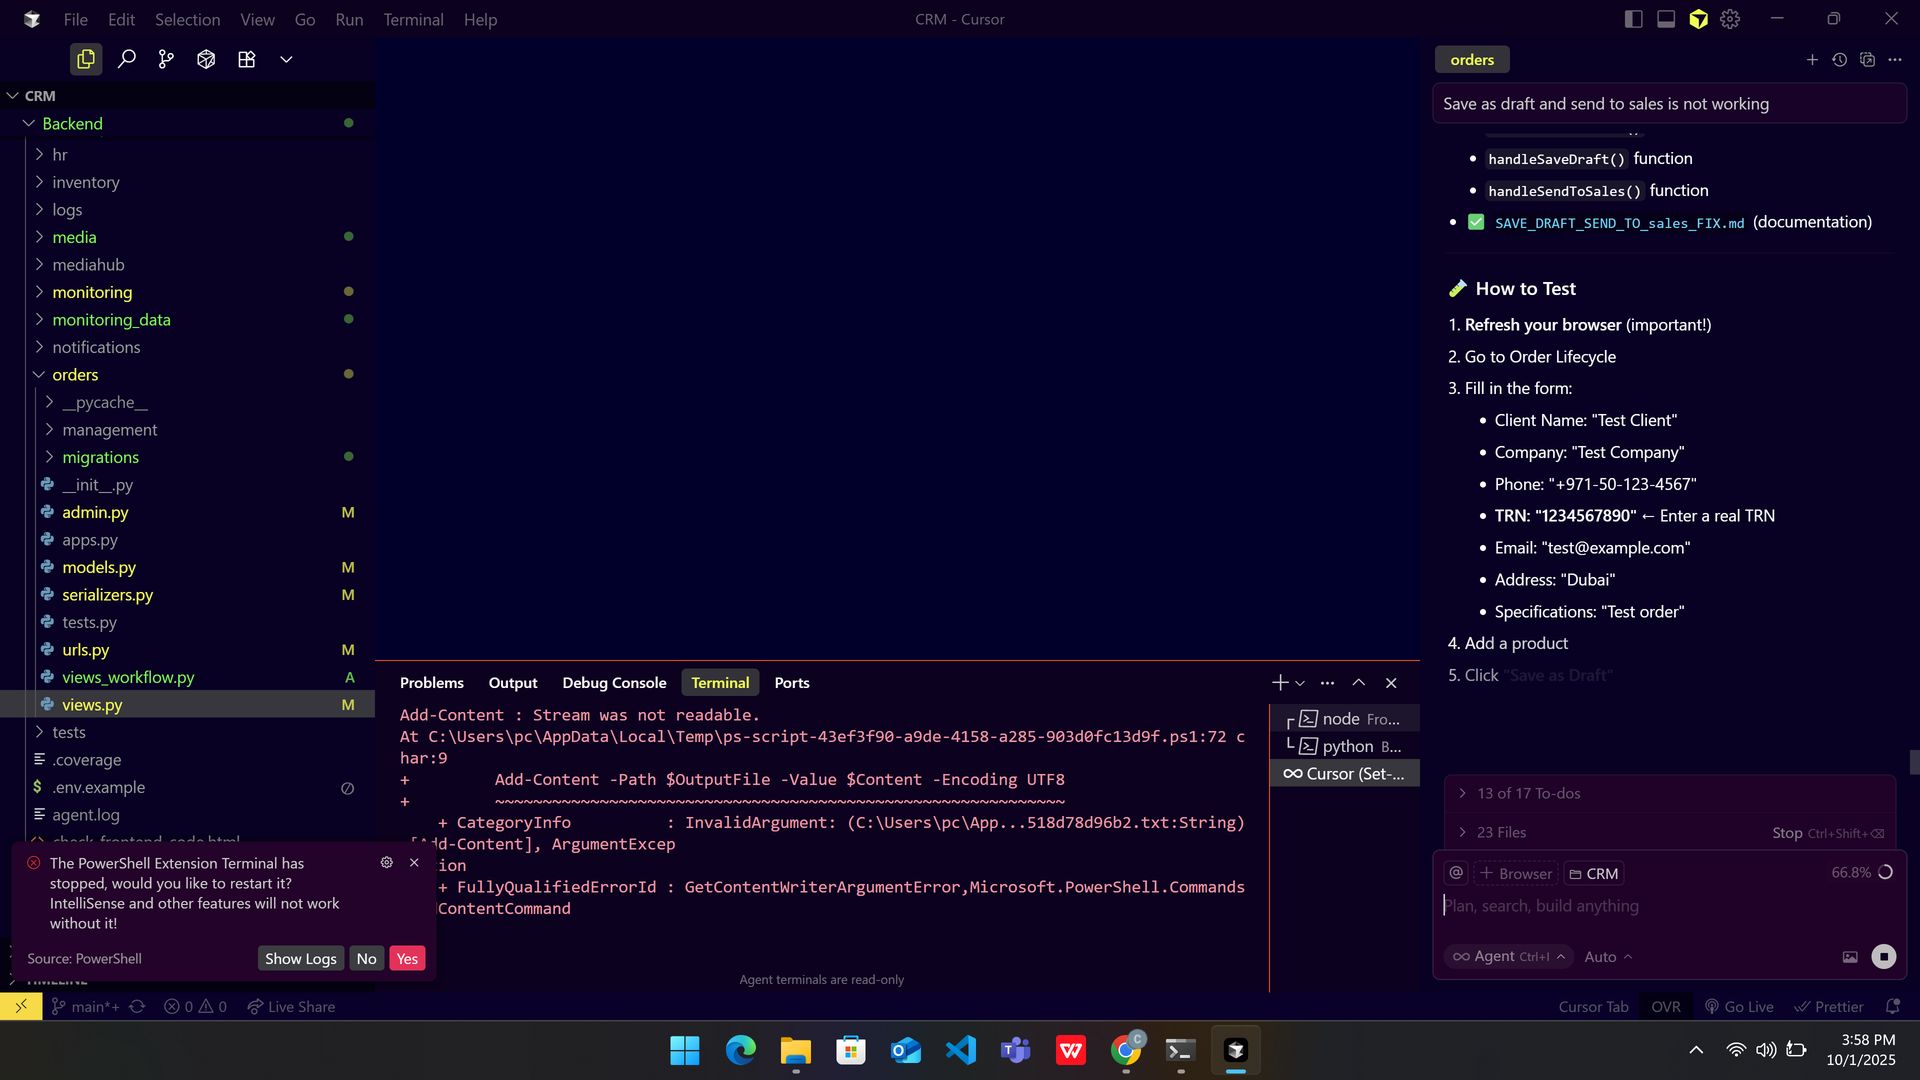 File Edit Selection View Go Run Terminal Help
CRM - Cursor
CRM
Backend
hr
inventory
logs
media
mediahub
monitoring
monitoring_data
notifications
orders
__pycache__
management
migrations
__init__.py
admin.py M
apps.py
models.py M
serializers.py M
tests.py
urls.py M
views_workflow.py A
views.py M
tests
.coverage
.env.example
agent.log
The PowerShell Extension Terminal has
stopped, would you like to restart it?
IntelliSense and other features will not work
without it!
Source: PowerShell
Show Logs No Yes
TIMELINE
Problems Output Debug Console Terminal Ports
Add-Content : Stream was not readable.
At C:\Users\pc\AppData\Local\Temp\ps-script-43ef3f90-a9de-4158-a285-903d0fc13d9f.ps1:72 c
har:9
+         Add-Content -Path $OutputFile -Value $Content -Encoding UTF8
+         ~~~~~~~~~~~~~~~~~~~~~~~~~~~~~~~~~~~~~~~~~~~~~~~~~~~~~~~~~~~~
+ CategoryInfo          : InvalidArgument: (C:\Users\pc\App...518d78d96b2.txt:String)
[Add-Content], ArgumentExcep
tion
+ FullyQualifiedErrorId : GetContentWriterArgumentError,Microsoft.PowerShell.Commands
dContentCommand
Agent terminals are read-only
node Fro...
python B...
Cursor (Set-...
orders
Save as draft and send to sales is not working
handleSaveDraft() function
handleSendToSales() function
SAVE_DRAFT_SEND_TO_sales_FIX.md (documentation)
How to Test
1. Refresh your browser (important!)
2. Go to Order Lifecycle
3. Fill in the form:
Client Name: "Test Client"
Company: "Test Company"
Phone: "+971-50-123-4567"
TRN: "1234567890" ← Enter a real TRN
Email: "test@example.com"
Address: "Dubai"
Specifications: "Test order"
4. Add a product
5. Click "Save as Draft"
13 of 17 To-dos
23 Files
Stop Ctrl+Shift+⌫
@ + Browser CRM 66.8%
Plan, search, build anything
Agent Ctrl+I Auto
main*+ 0 0 Live Share
Cursor Tab OVR Go Live Prettier
3:58 PM
10/1/2025